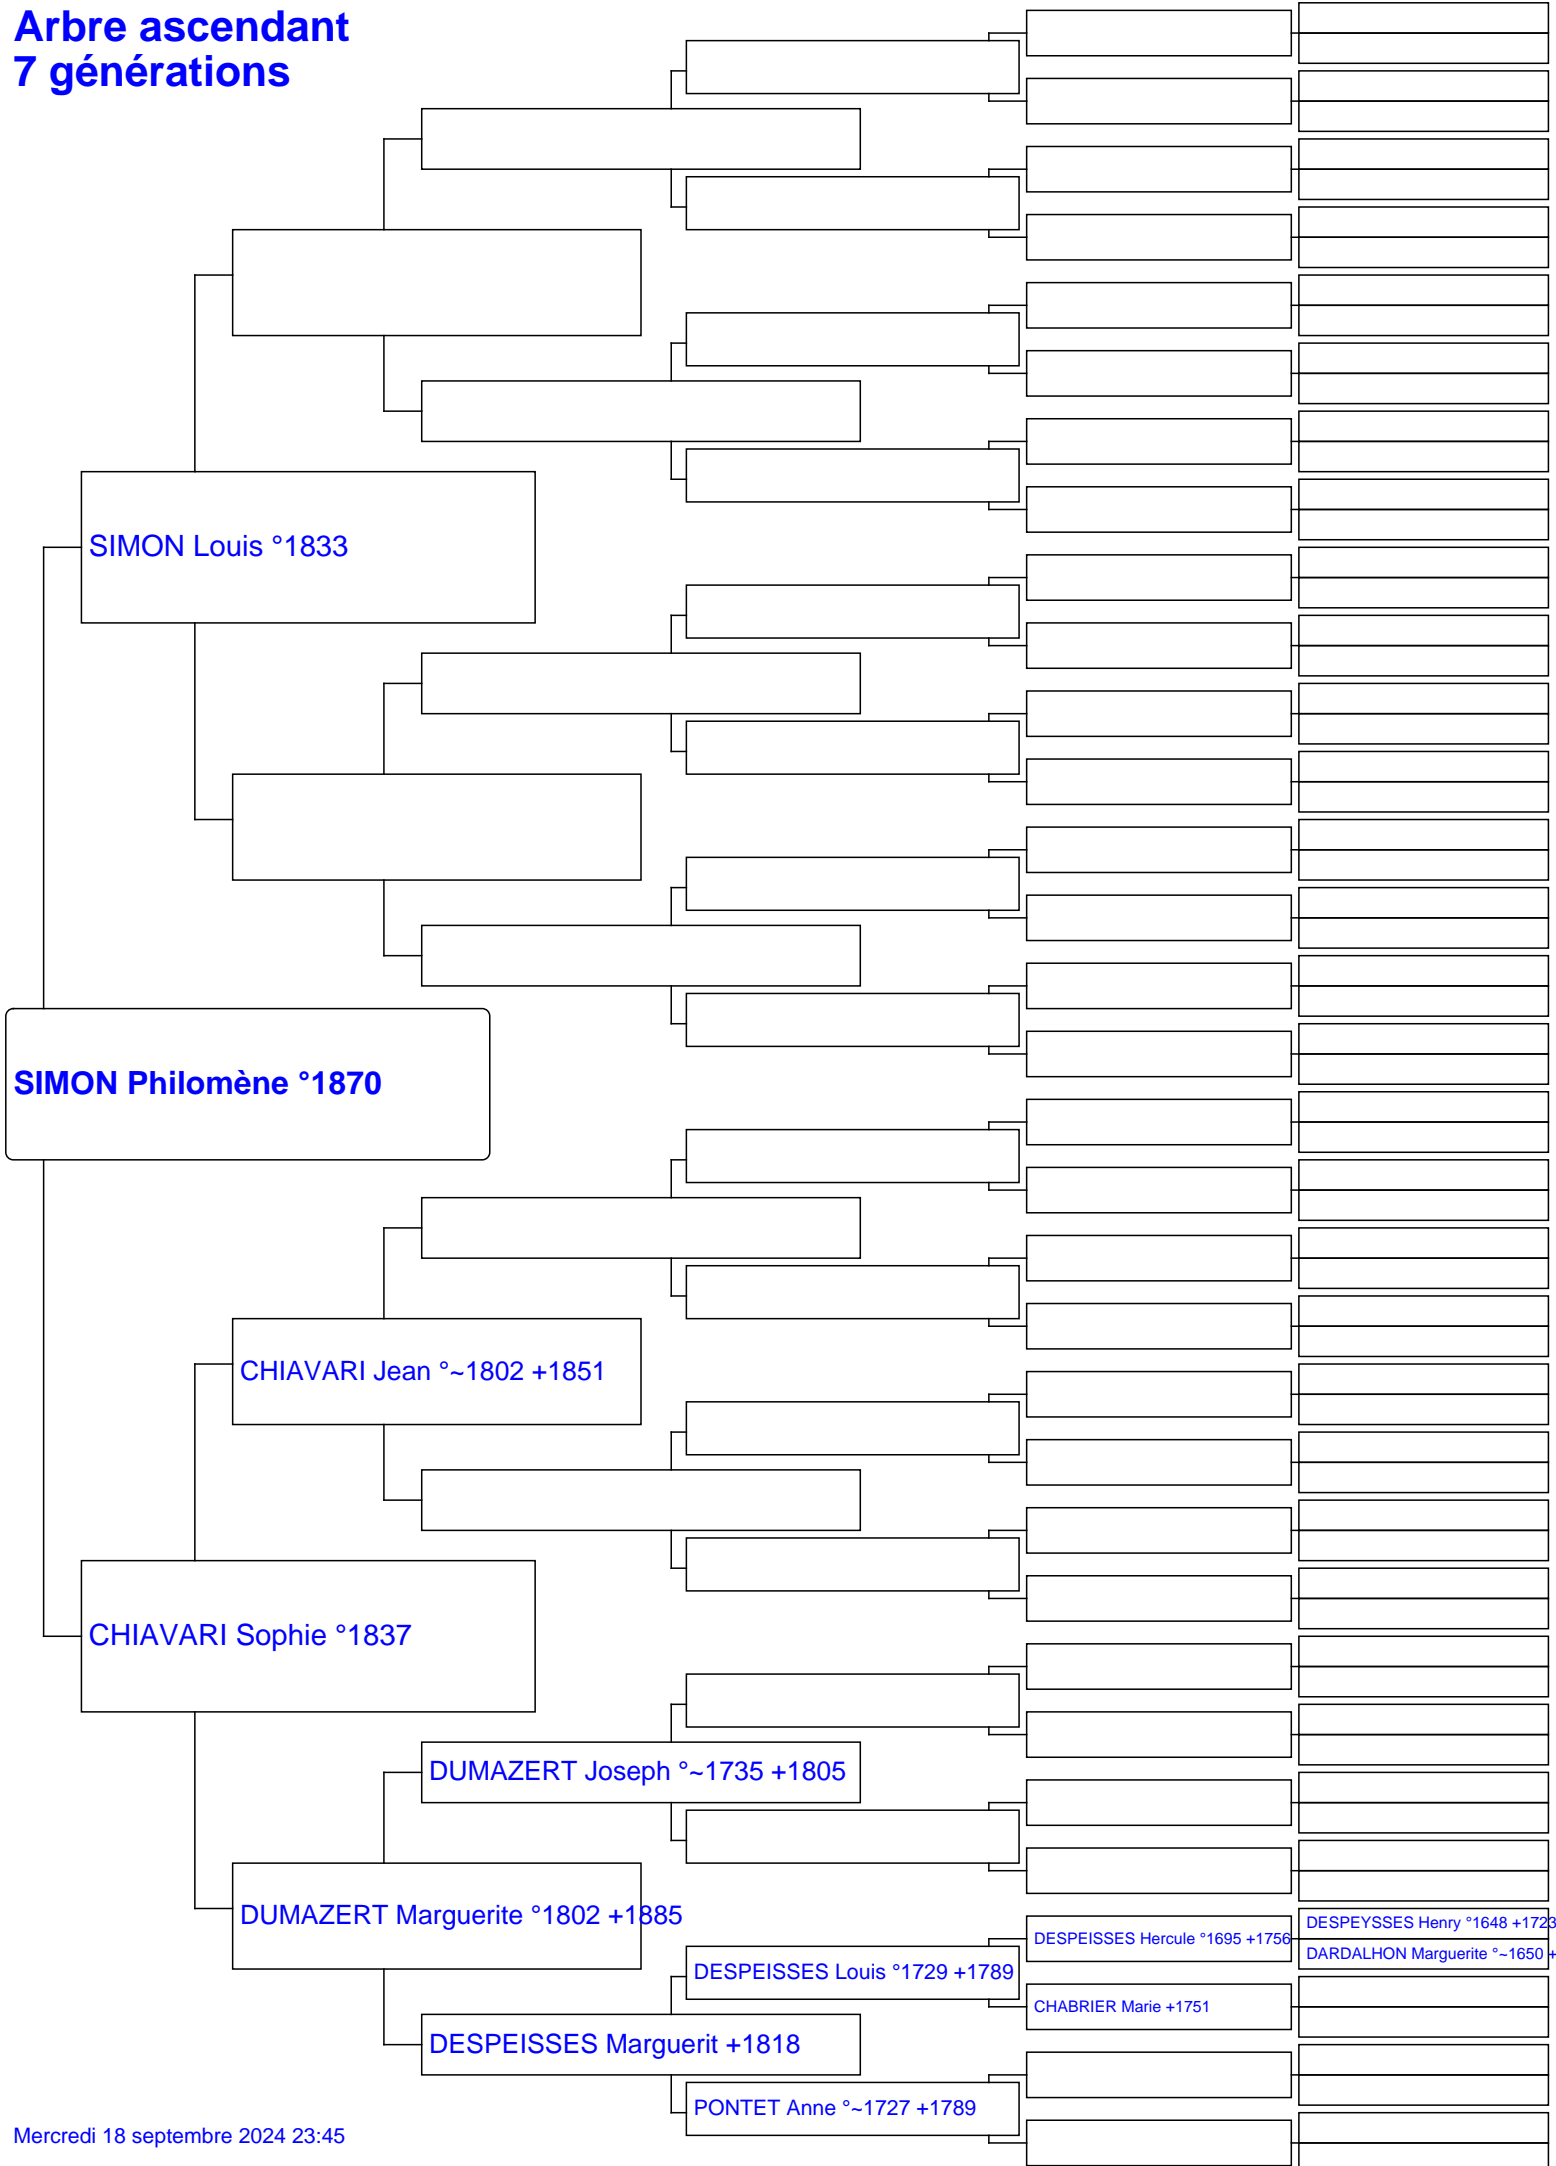 Arbre ascendant
7 générations
SIMON Louis °1833
SIMON Philomène °1870
CHIAVARI Jean °~1802 +1851
CHIAVARI Sophie °1837
DUMAZERT Joseph °~1735 +1805
DUMAZERT Marguerite °1802 +1885
DESPEYSSES Henry °1648 +1723
DESPEISSES Hercule °1695 +1756
DARDALHON Marguerite °~1650 +
DESPEISSES Louis °1729 +1789
CHABRIER Marie +1751
DESPEISSES Marguerit +1818
PONTET Anne °~1727 +1789
Mercredi 18 septembre 2024 23:45